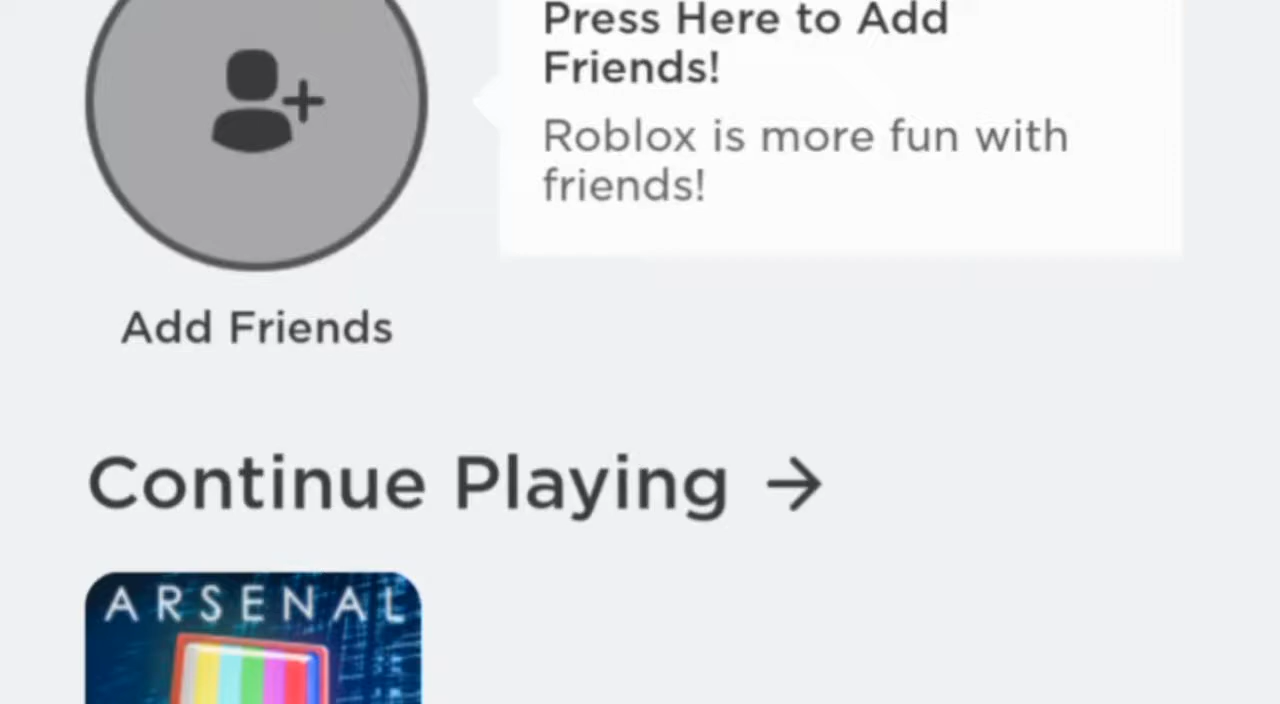 Press Here to Add
Friends!
Roblox is more fun with
friends!
Add Friends
Continue Playing →
ARSENAL